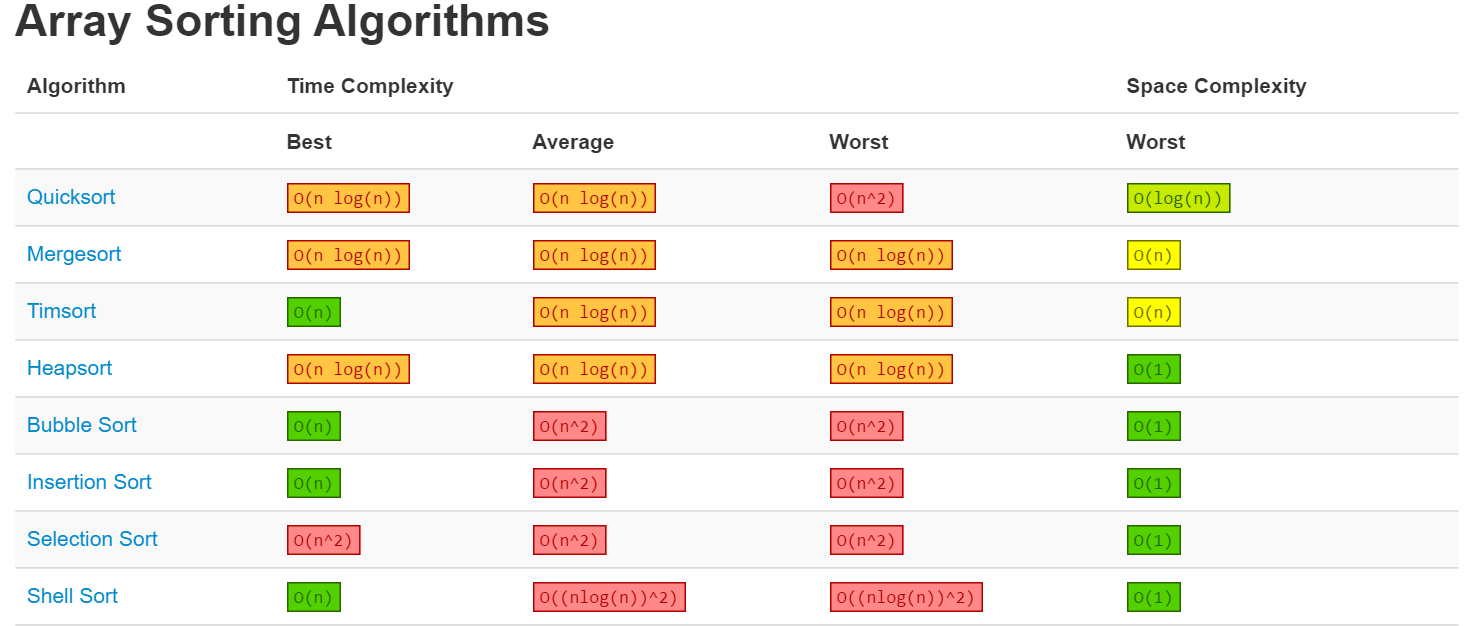 Array Sorting Algorithms
Algorithm Time Complexity Space Complexity
Best Average Worst Worst
Quicksort O(n log(n)) O(n log(n)) O(n^2) O(log(n))
Mergesort O(n log(n)) O(n log(n)) O(n log(n)) O(n)
Timsort O(n) O(n log(n)) O(n log(n)) O(n)
Heapsort O(n log(n)) O(n log(n)) O(n log(n)) O(1)
Bubble Sort O(n) O(n^2) O(n^2) O(1)
Insertion Sort O(n) O(n^2) O(n^2) O(1)
Selection Sort O(n^2) O(n^2) O(n^2) O(1)
Shell Sort O(n) O((nlog(n))^2) O((nlog(n))^2) O(1)